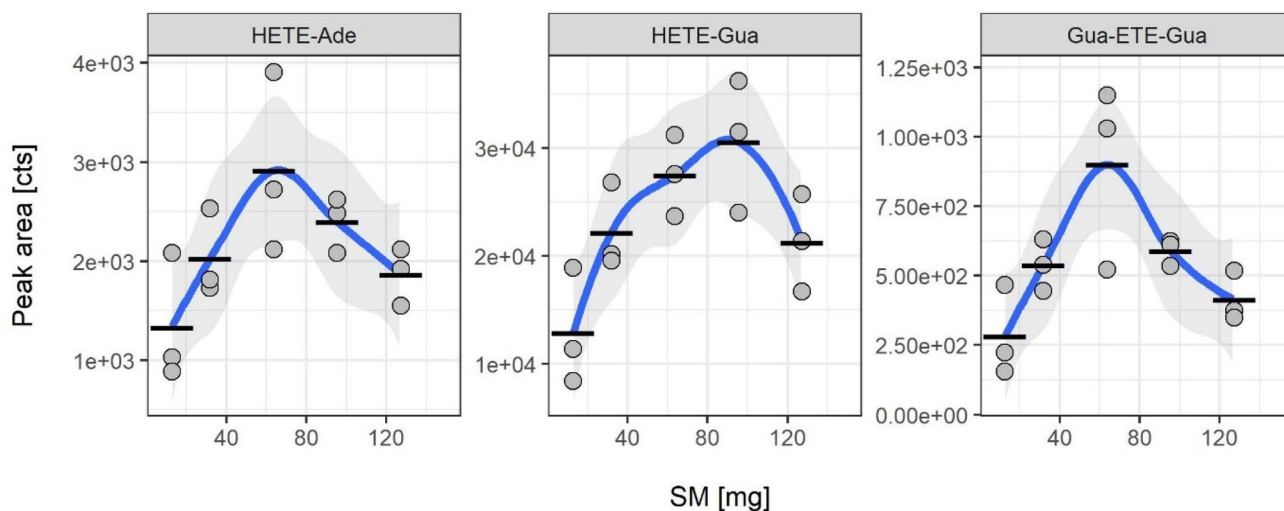 HETE-Ade
HETE-Gua
Gua-ETE-Gua
Peak area [cts]
4e+03
3e+03
2e+03
1e+03
3e+04
2e+04
1e+04
1.25e+03
1.00e+03
7.50e+02
5.00e+02
2.50e+02
0.00e+00
40 80 120
40 80 120
40 80 120
SM [mg]